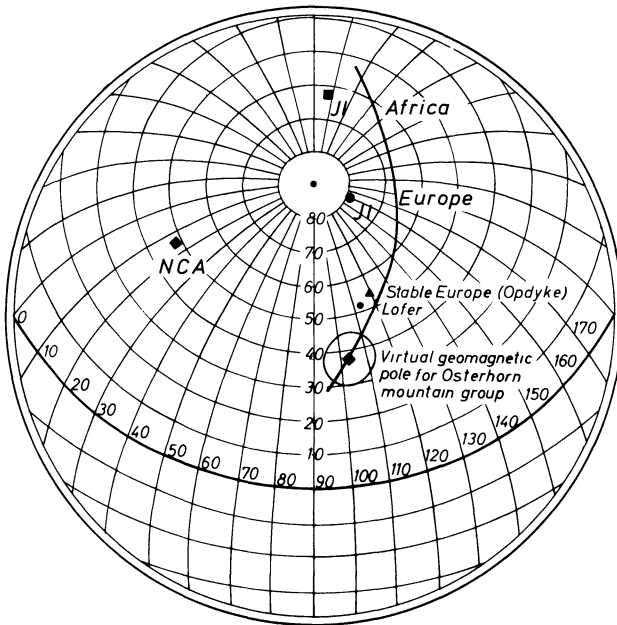 JI
Africa
Europe
JI
80
NCA
70
60
Stable Europe (Opdyke)
Lofer
50
0
170
10
40
Virtual geomagnetic
pole for Osterhorn
mountain group
160
20
30
150
30
20
140
40
130
50
10
120
60
70
80
90
100
110